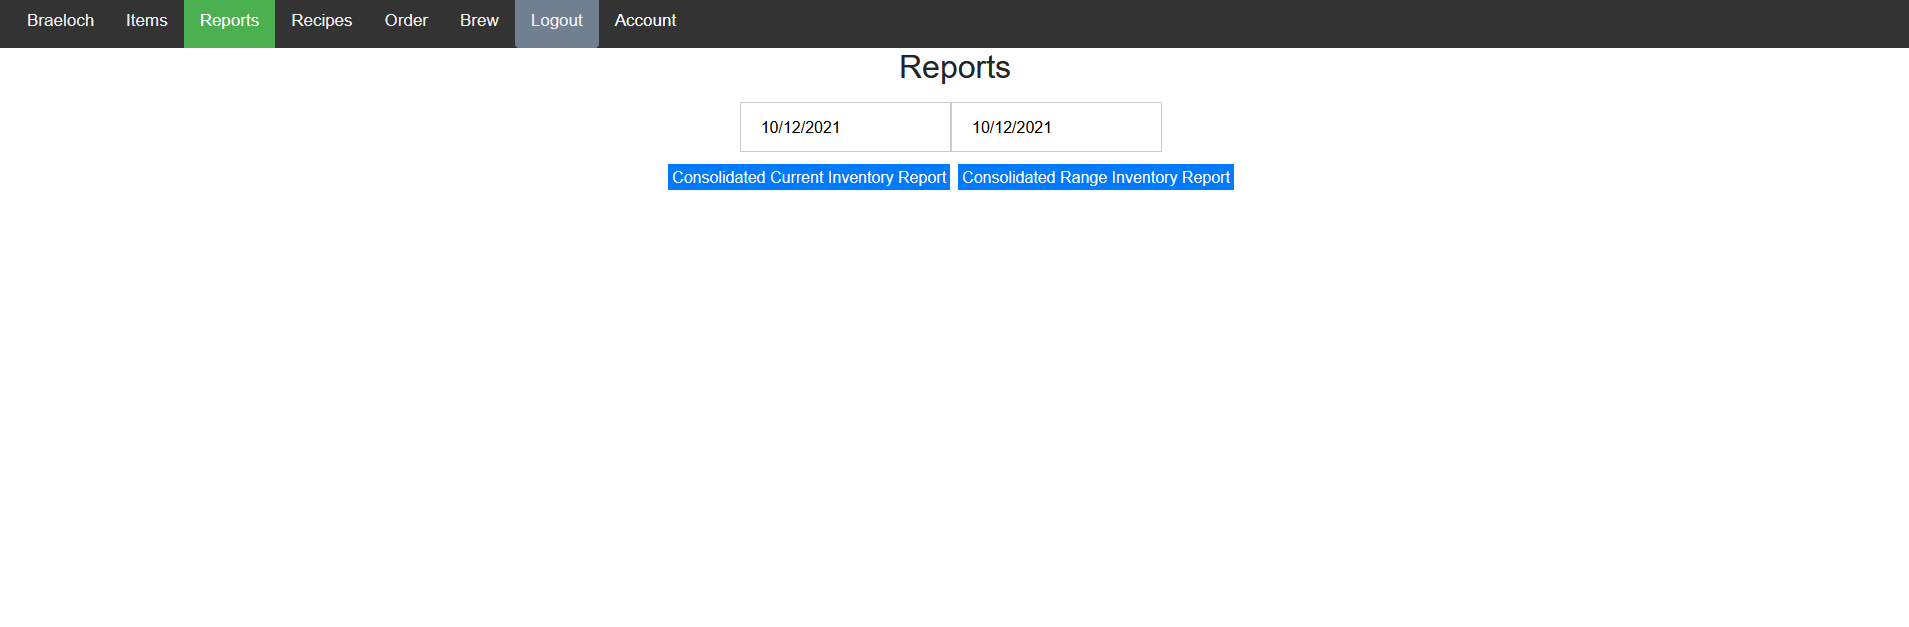 Braeloch Items Reports Recipes Order Brew Logout Account
Reports
10/12/2021 10/12/2021
Consolidated Current Inventory Report Consolidated Range Inventory Report